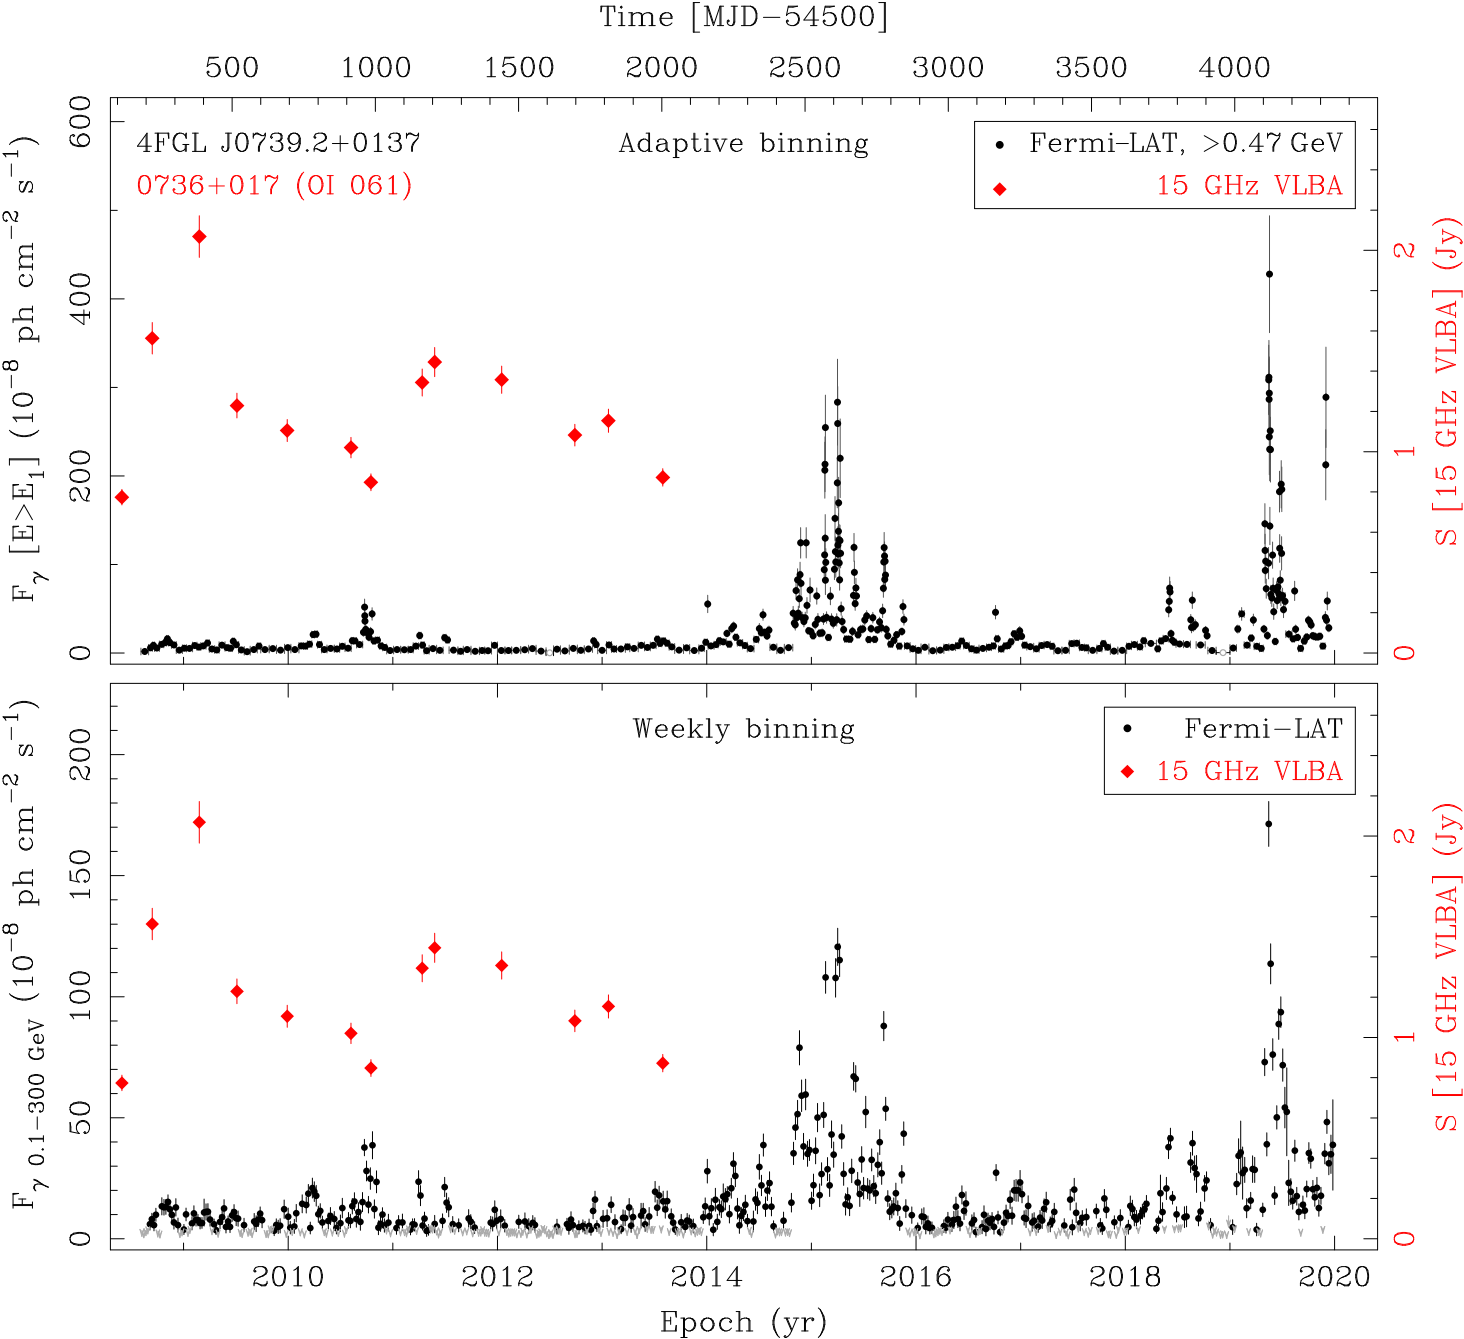 Time [MJD−54500]
500 1000 1500 2000 2500 3000 3500 4000
4FGL J0739.2+0137
0736+017 (OI 061)
Adaptive binning
Fermi−LAT, >0.47 GeV
15 GHz VLBA
600
400
200
0
Fγ [E>E1] (10−8 ph cm−2 s−1)
2
1
0
S [15 GHz VLBA] (Jy)
Weekly binning
Fermi−LAT
15 GHz VLBA
200
150
100
50
0
Fγ 0.1−300 GeV (10−8 ph cm−2 s−1)
2
1
0
S [15 GHz VLBA] (Jy)
2010 2012 2014 2016 2018 2020
Epoch (yr)